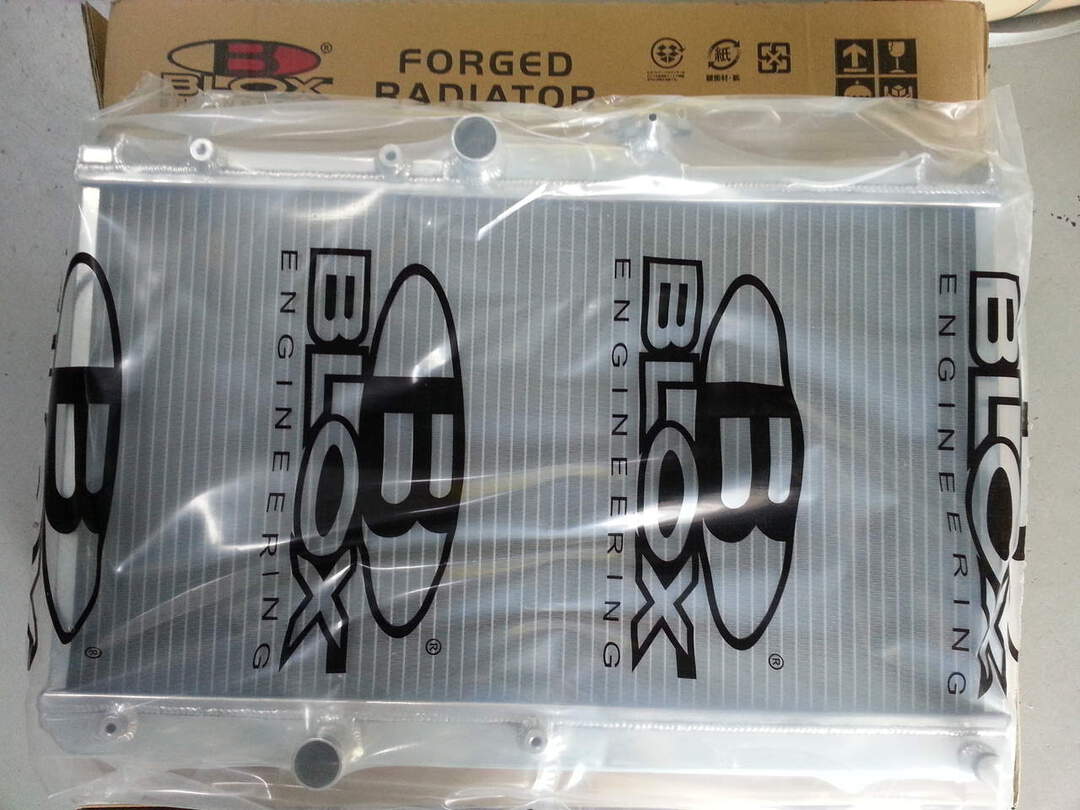 B®
BLOX
FORGED
RADIATOR
紙
B
®
BLOX
ENGINEERING
B
®
BLOX
ENGINEERING
B
®
BLOX
ENGINEERING